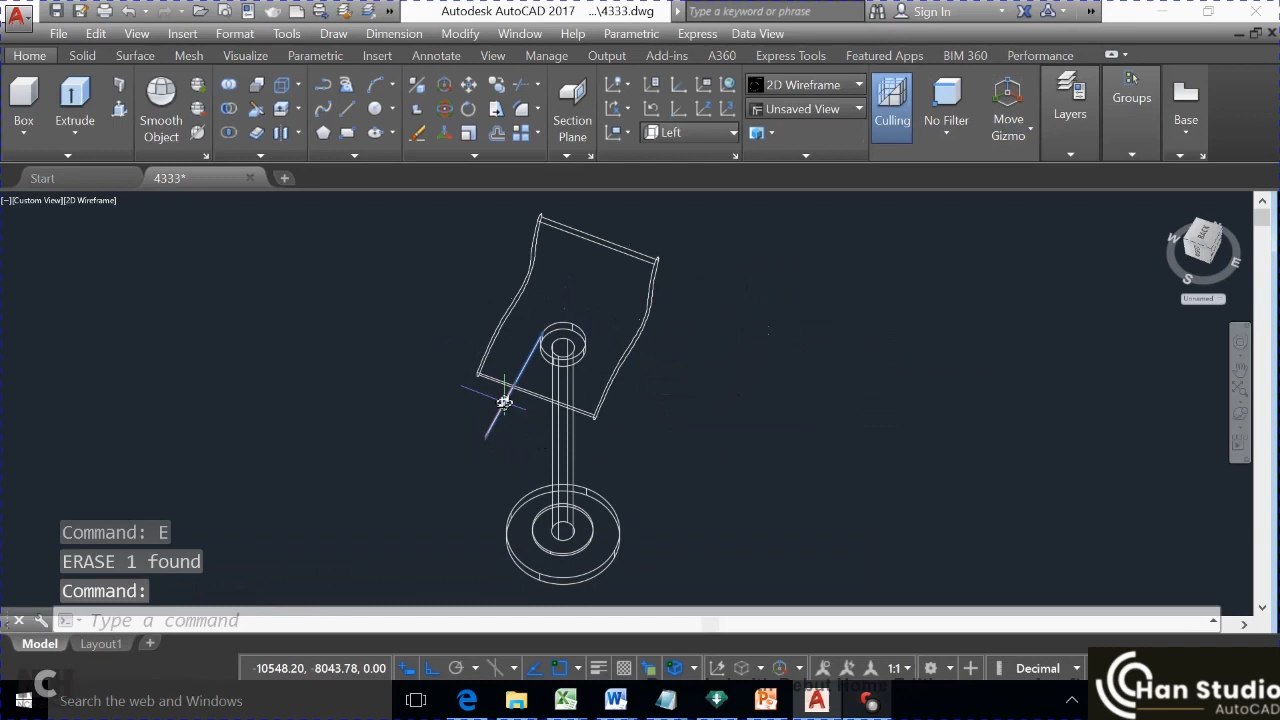 Autodesk AutoCAD 2017 ...\4333.dwg Type a keyword or phrase Sign In
File Edit View Insert Format Tools Draw Dimension Modify Window Help Parametric Express Data View
Home Solid Surface Mesh Visualize Parametric Insert Annotate View Manage Output Add-ins A360 Express Tools Featured Apps BIM 360 Performance
2D Wireframe
Unsaved View
Left
Box Extrude Smooth Object Section Plane Culling No Filter Move Gizmo Layers Groups Base
Start 4333*
[−][Custom View][2D Wireframe]
BACK
W
E
S
Unnamed
Command: E
ERASE 1 found
Command:
Type a command
Model Layout1
-10548.20, -8043.78, 0.00 1:1 Decimal
Search the web and Windows
Han Studio
AutoCAD